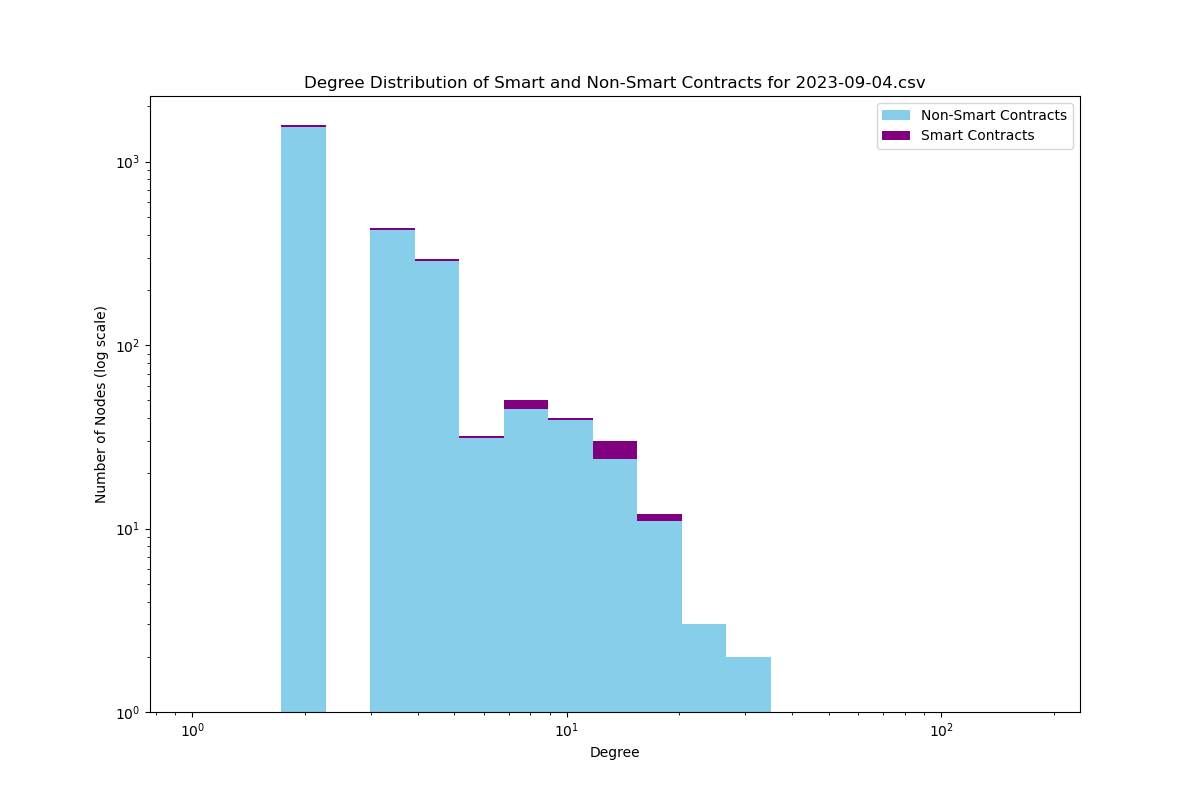 Degree Distribution of Smart and Non-Smart Contracts for 2023-09-04.csv
Non-Smart Contracts
Smart Contracts
Number of Nodes (log scale)
10³
10²
10¹
10⁰
10⁰ 10¹ 10²
Degree